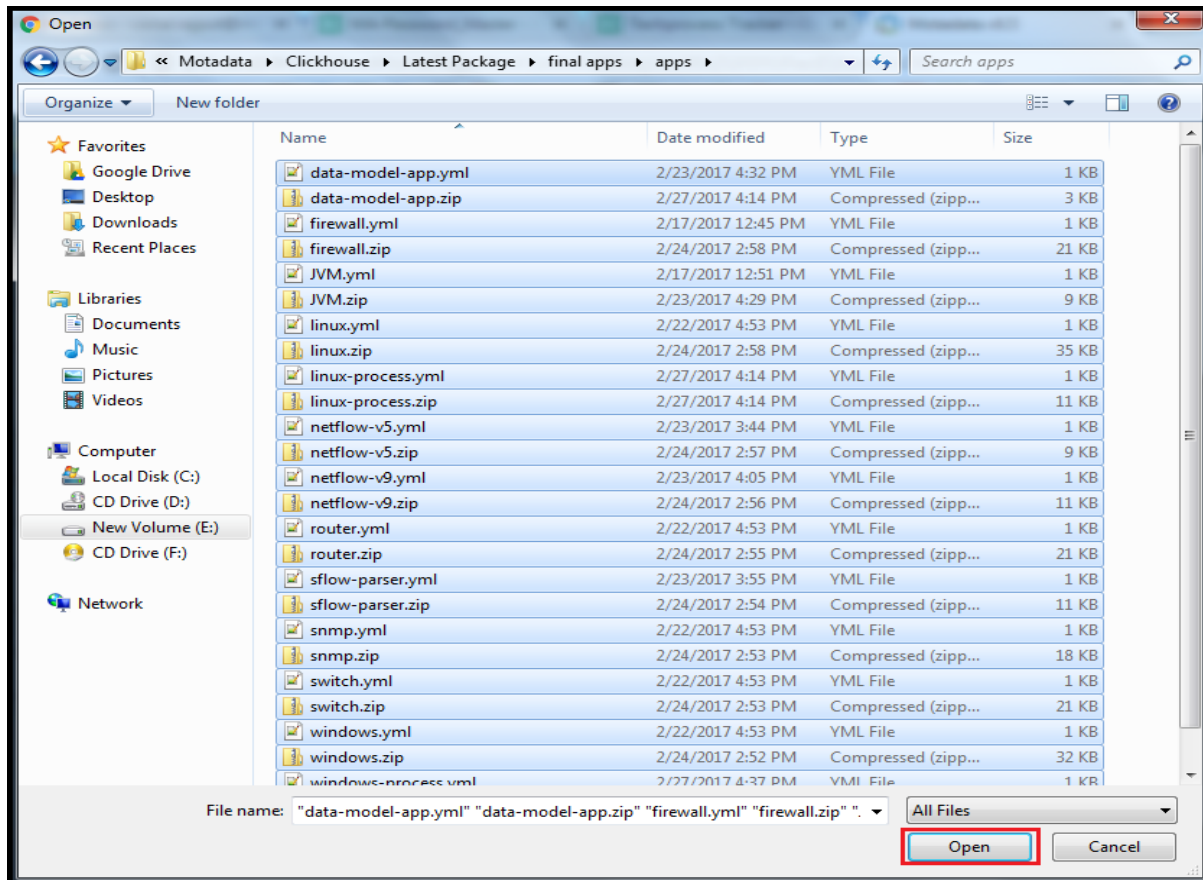 Open
« Motadata ▸ Clickhouse ▸ Latest Package ▸ final apps ▸ apps ▸ Search apps
Organize ▾ New folder
Favorites
Google Drive
Desktop
Downloads
Recent Places
Libraries
Documents
Music
Pictures
Videos
Computer
Local Disk (C:)
CD Drive (D:)
New Volume (E:)
CD Drive (F:)
Network
Name Date modified Type Size
data-model-app.yml 2/23/2017 4:32 PM YML File 1 KB
data-model-app.zip 2/27/2017 4:14 PM Compressed (zipp... 3 KB
firewall.yml 2/17/2017 12:45 PM YML File 1 KB
firewall.zip 2/24/2017 2:58 PM Compressed (zipp... 21 KB
JVM.yml 2/17/2017 12:51 PM YML File 1 KB
JVM.zip 2/23/2017 4:29 PM Compressed (zipp... 9 KB
linux.yml 2/22/2017 4:53 PM YML File 1 KB
linux.zip 2/24/2017 2:58 PM Compressed (zipp... 35 KB
linux-process.yml 2/27/2017 4:14 PM YML File 1 KB
linux-process.zip 2/27/2017 4:14 PM Compressed (zipp... 11 KB
netflow-v5.yml 2/23/2017 3:44 PM YML File 1 KB
netflow-v5.zip 2/24/2017 2:57 PM Compressed (zipp... 9 KB
netflow-v9.yml 2/23/2017 4:05 PM YML File 1 KB
netflow-v9.zip 2/24/2017 2:56 PM Compressed (zipp... 11 KB
router.yml 2/22/2017 4:53 PM YML File 1 KB
router.zip 2/24/2017 2:55 PM Compressed (zipp... 21 KB
sflow-parser.yml 2/23/2017 3:55 PM YML File 1 KB
sflow-parser.zip 2/24/2017 2:54 PM Compressed (zipp... 11 KB
snmp.yml 2/22/2017 4:53 PM YML File 1 KB
snmp.zip 2/24/2017 2:53 PM Compressed (zipp... 18 KB
switch.yml 2/22/2017 4:53 PM YML File 1 KB
switch.zip 2/24/2017 2:53 PM Compressed (zipp... 21 KB
windows.yml 2/22/2017 4:53 PM YML File 1 KB
windows.zip 2/24/2017 2:52 PM Compressed (zipp... 32 KB
windows-process.yml 2/27/2017 4:37 PM YML File 1 KB
File name: "data-model-app.yml" "data-model-app.zip" "firewall.yml" "firewall.zip" ". All Files
Open Cancel